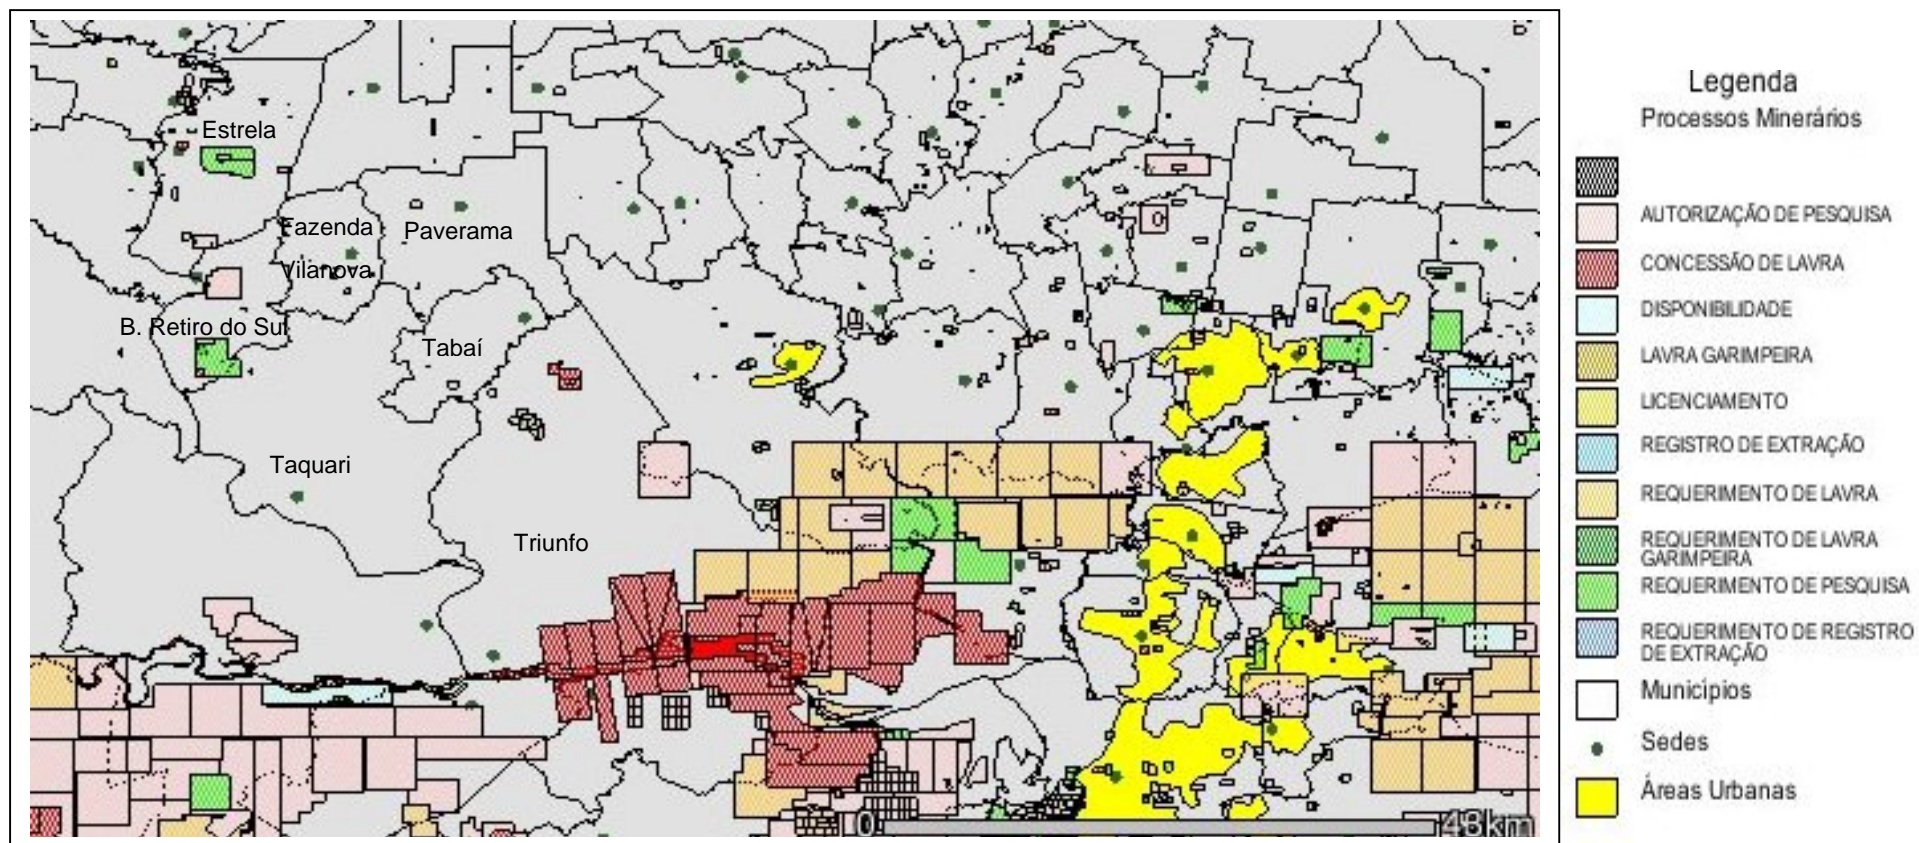 Estrela
Fazenda
Vilanova
Paverama
B. Retiro do Sul
Tabaí
Taquari
Triunfo
0 48km
Legenda
Processos Minerários
AUTORIZAÇÃO DE PESQUISA
CONCESSÃO DE LAVRA
DISPONIBILIDADE
LAVRA GARIMPEIRA
LICENCIAMENTO
REGISTRO DE EXTRAÇÃO
REQUERIMENTO DE LAVRA
REQUERIMENTO DE LAVRA
GARIMPEIRA
REQUERIMENTO DE PESQUISA
REQUERIMENTO DE REGISTRO
DE EXTRAÇÃO
Municípios
Sedes
Áreas Urbanas